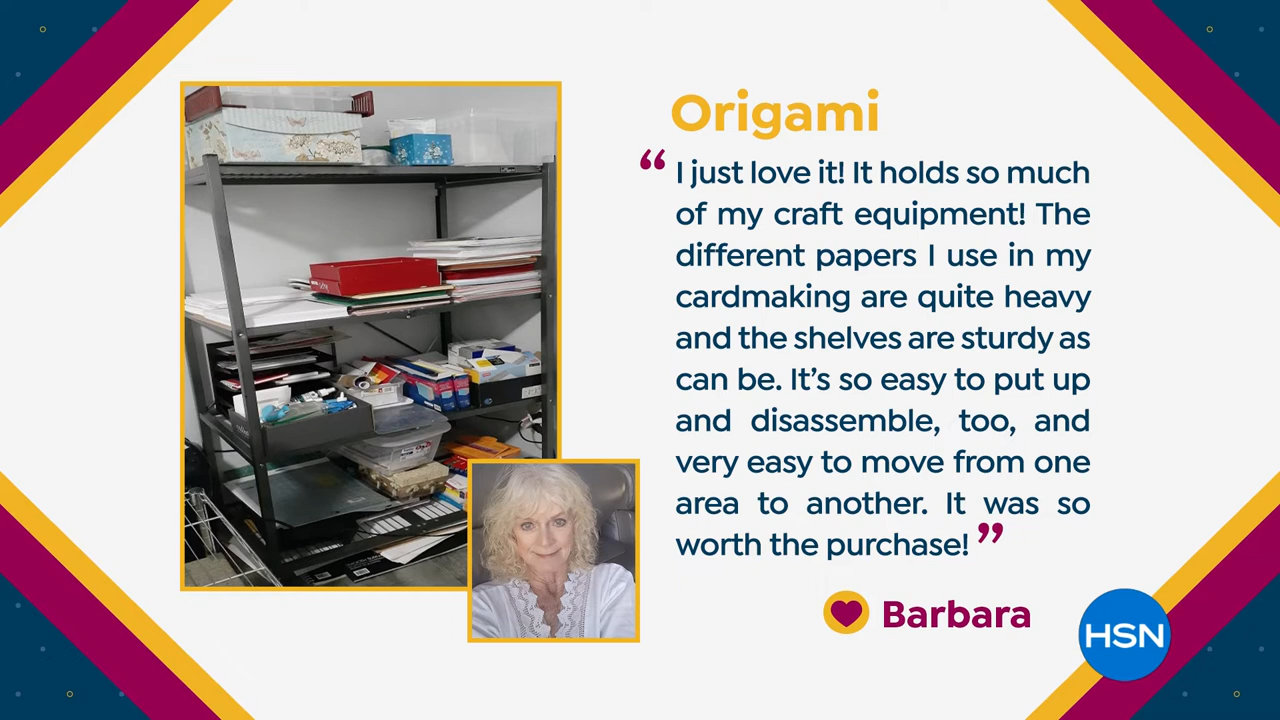 Origami
“ I just love it! It holds so much
of my craft equipment! The
different papers I use in my
cardmaking are quite heavy
and the shelves are sturdy as
can be. It’s so easy to put up
and disassemble, too, and
very easy to move from one
area to another. It was so
worth the purchase! ”
Barbara
HSN